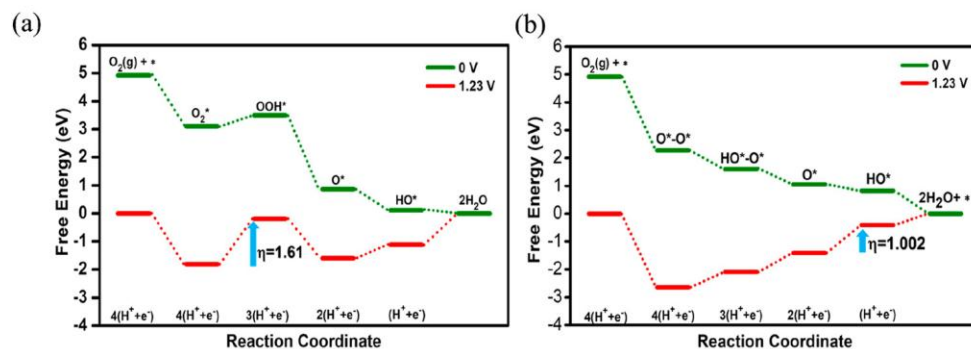 (a)
6
5
4
3
2
1
0
-1
-2
-3
-4
Free Energy (eV)
O₂(g) + *
O₂*
OOH*
O*
HO*
2H₂O
0 V
1.23 V
η=1.61
4(H⁺+e⁻)
4(H⁺+e⁻)
3(H⁺+e⁻)
2(H⁺+e⁻)
(H⁺+e⁻)
Reaction Coordinate
(b)
6
5
4
3
2
1
0
-1
-2
-3
-4
Free Energy (eV)
O₂(g) + *
O*-O*
HO*-O*
O*
HO*
2H₂O+ *
0 V
1.23 V
η=1.002
4(H⁺+e⁻)
4(H⁺+e⁻)
3(H⁺+e⁻)
2(H⁺+e⁻)
(H⁺+e⁻)
Reaction Coordinate